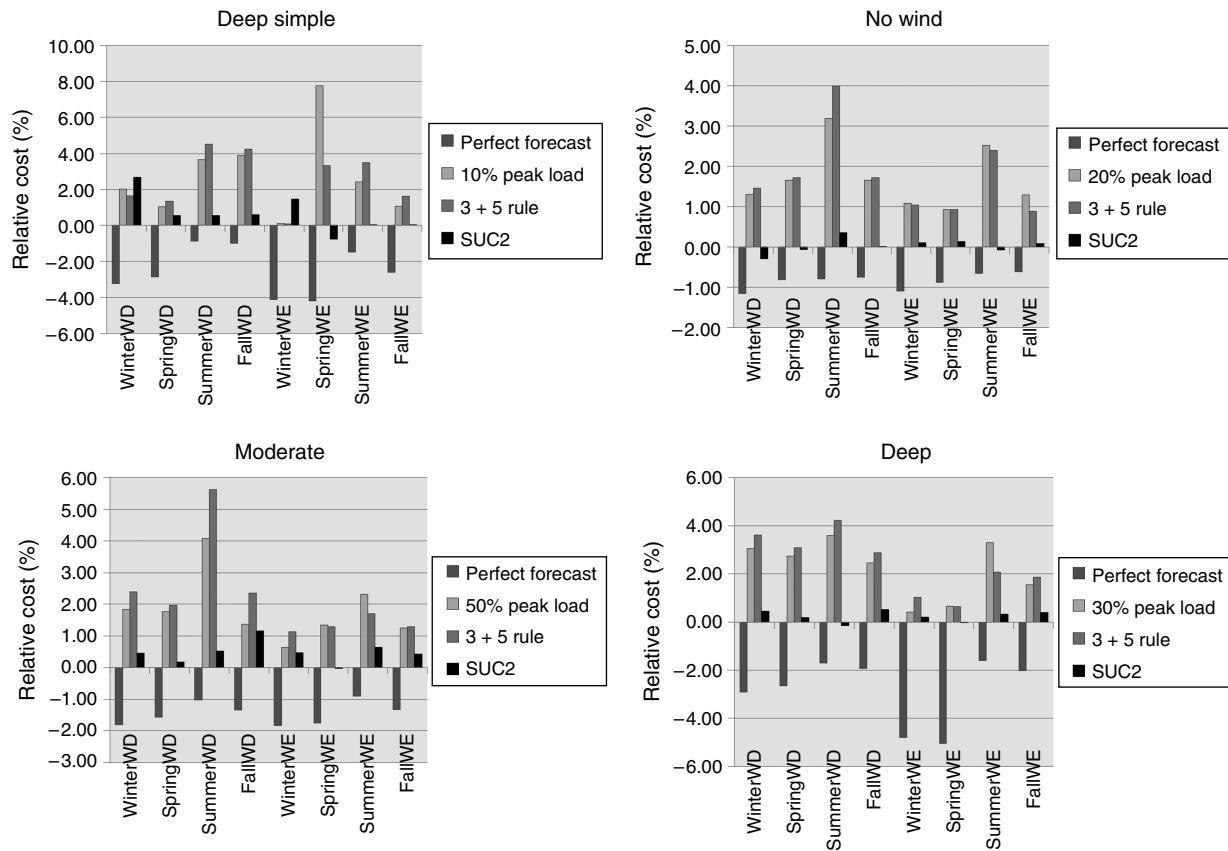 Deep simple
Relative cost (%)
10.00
8.00
6.00
4.00
2.00
0.00
−2.00
−4.00
−6.00
WinterWD
SpringWD
SummerWD
FallWD
WinterWE
SpringWE
SummerWE
FallWE
Perfect forecast
10% peak load
3 + 5 rule
SUC2
No wind
Relative cost (%)
5.00
4.00
3.00
2.00
1.00
0.00
−1.00
−2.00
WinterWD
SpringWD
SummerWD
FallWD
WinterWE
SpringWE
SummerWE
FallWE
Perfect forecast
20% peak load
3 + 5 rule
SUC2
Moderate
Relative cost (%)
6.00
5.00
4.00
3.00
2.00
1.00
0.00
−1.00
−2.00
−3.00
WinterWD
SpringWD
SummerWD
FallWD
WinterWE
SpringWE
SummerWE
FallWE
Perfect forecast
50% peak load
3 + 5 rule
SUC2
Deep
Relative cost (%)
6.00
4.00
2.00
0.00
−2.00
−4.00
−6.00
WinterWD
SpringWD
SummerWD
FallWD
WinterWE
SpringWE
SummerWE
FallWE
Perfect forecast
30% peak load
3 + 5 rule
SUC2